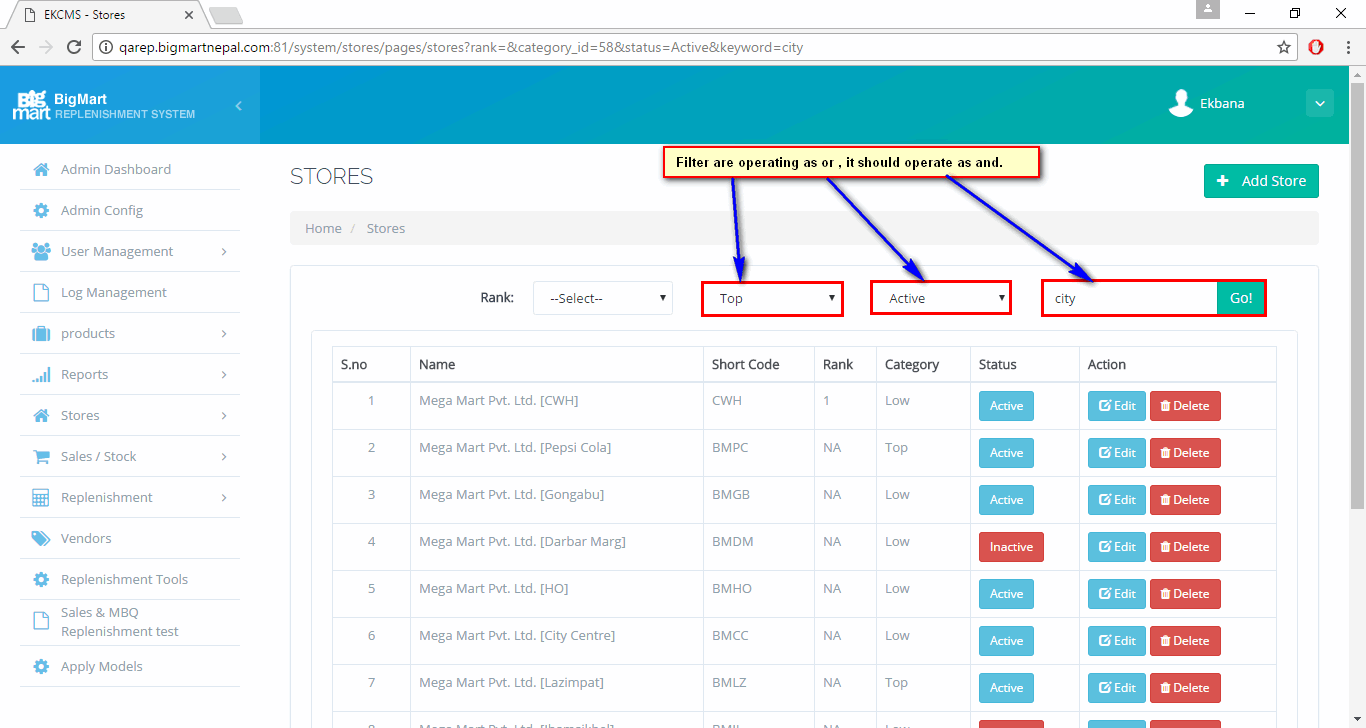 EKCMS - Stores
qarep.bigmartnepal.com:81/system/stores/pages/stores?rank=&category_id=58&status=Active&keyword=city
Big mart
BigMart
REPLENISHMENT SYSTEM
Ekbana
Admin Dashboard
Admin Config
User Management
Log Management
products
Reports
Stores
Sales / Stock
Replenishment
Vendors
Replenishment Tools
Sales & MBQ
Replenishment test
Apply Models
STORES
Filter are operating as or , it should operate as and.
+ Add Store
Home / Stores
Rank: --Select-- Top Active city Go!
S.no Name Short Code Rank Category Status Action
1 Mega Mart Pvt. Ltd. [CWH] CWH 1 Low Active Edit Delete
2 Mega Mart Pvt. Ltd. [Pepsi Cola] BMPC NA Top Active Edit Delete
3 Mega Mart Pvt. Ltd. [Gongabu] BMGB NA Low Active Edit Delete
4 Mega Mart Pvt. Ltd. [Darbar Marg] BMDM NA Low Inactive Edit Delete
5 Mega Mart Pvt. Ltd. [HO] BMHO NA Low Active Edit Delete
6 Mega Mart Pvt. Ltd. [City Centre] BMCC NA Low Active Edit Delete
7 Mega Mart Pvt. Ltd. [Lazimpat] BMLZ NA Top Active Edit Delete